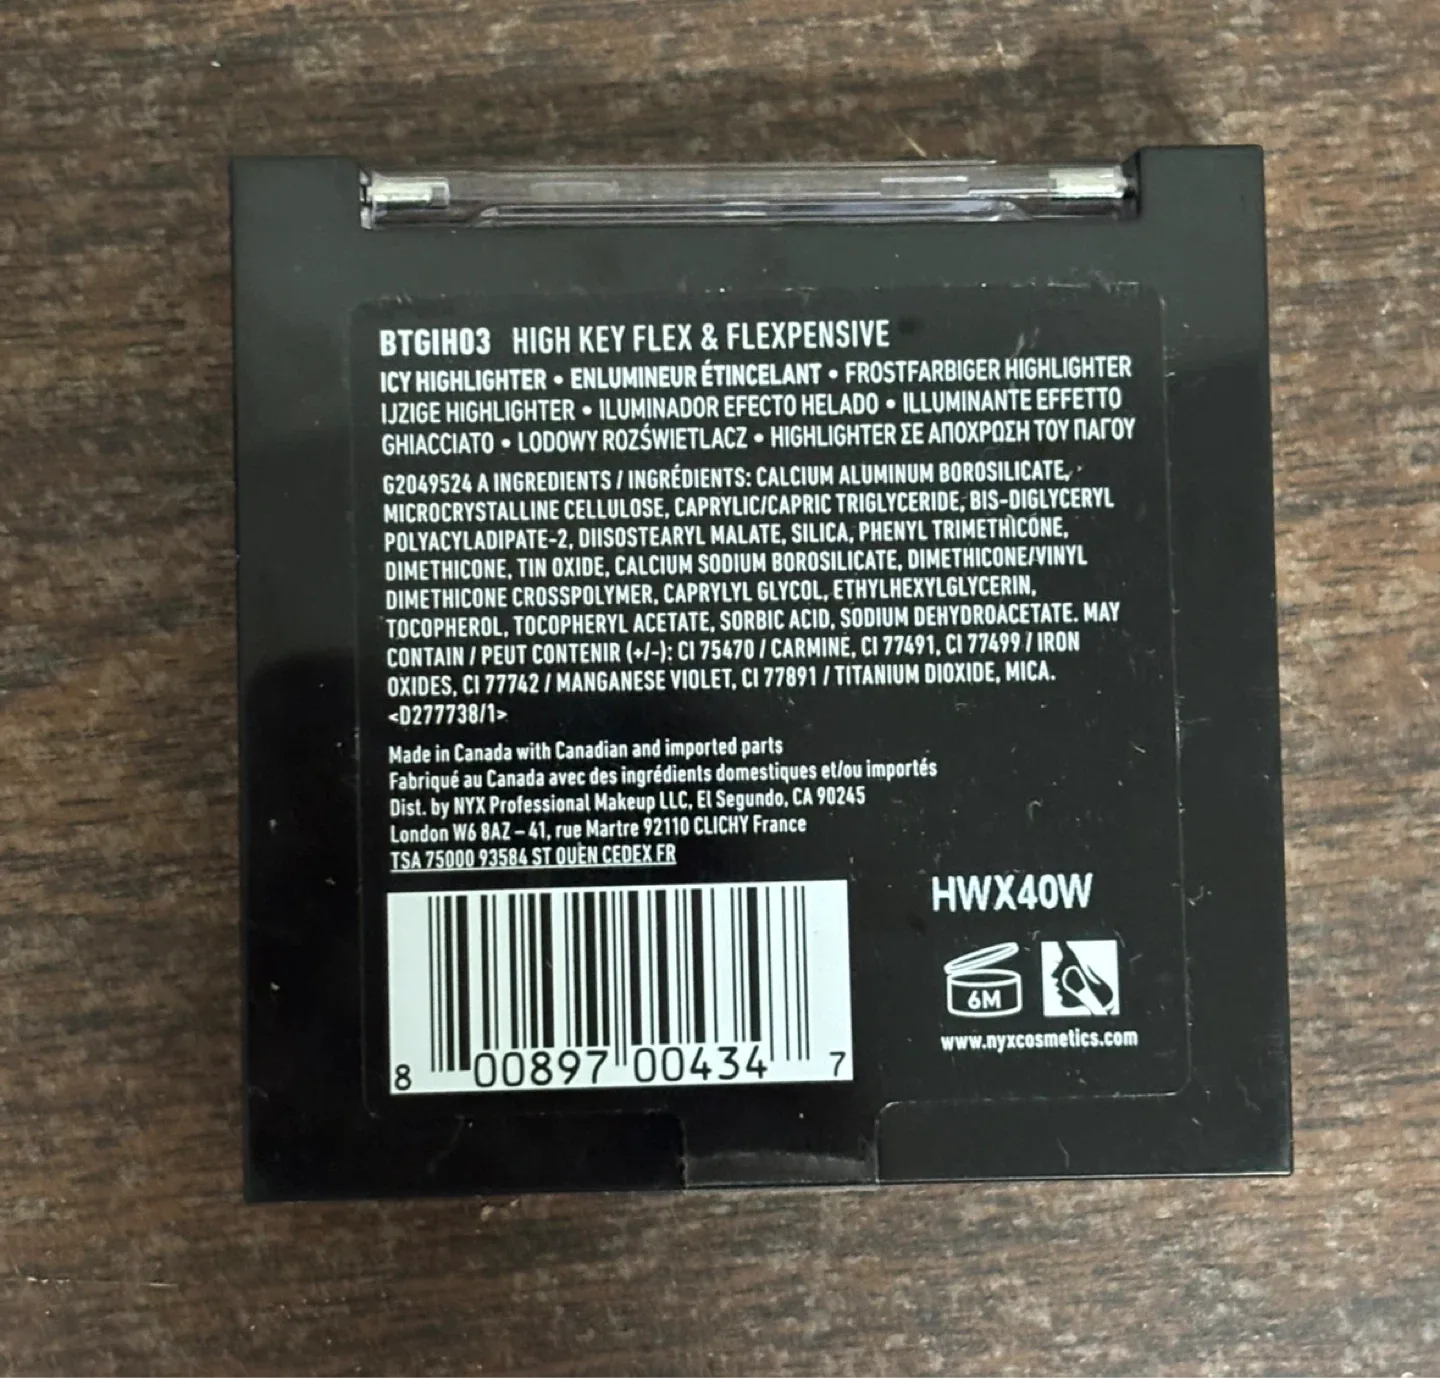 BTGIH03 HIGH KEY FLEX & FLEXPENSIVE
ICY HIGHLIGHTER • ENLUMINEUR ÉTINCELANT • FROSTFARBIGER HIGHLIGHTER
IJZIGE HIGHLIGHTER • ILUMINADOR EFECTO HELADO • ILLUMINANTE EFFETTO
GHIACCIATO • LODOWY ROZŚWIETLACZ • HIGHLIGHTER ΣΕ ΑΠΟΧΡΩΣΗ ΤΟΥ ΠΑΓΟΥ
G2049524 A INGREDIENTS / INGRÉDIENTS: CALCIUM ALUMINUM BOROSILICATE,
MICROCRYSTALLINE CELLULOSE, CAPRYLIC/CAPRIC TRIGLYCERIDE, BIS-DIGLYCERYL
POLYACYLADIPATE-2, DIISOSTEARYL MALATE, SILICA, PHENYL TRIMETHICONE,
DIMETHICONE, TIN OXIDE, CALCIUM SODIUM BOROSILICATE, DIMETHICONE/VINYL
DIMETHICONE CROSSPOLYMER, CAPRYLYL GLYCOL, ETHYLHEXYLGLYCERIN,
TOCOPHEROL, TOCOPHERYL ACETATE, SORBIC ACID, SODIUM DEHYDROACETATE. MAY
CONTAIN / PEUT CONTENIR (+/-): CI 75470 / CARMINE, CI 77491, CI 77499 / IRON
OXIDES, CI 77742 / MANGANESE VIOLET, CI 77891 / TITANIUM DIOXIDE, MICA.
<D277738/1>
Made in Canada with Canadian and imported parts
Fabriqué au Canada avec des ingrédients domestiques et/ou importés
Dist. by NYX Professional Makeup LLC, El Segundo, CA 90245
London W6 8AZ – 41, rue Martre 92110 CLICHY France
TSA 75000 93584 ST OUEN CEDEX FR
HWX40W
6M
www.nyxcosmetics.com
8 00897 00434 7